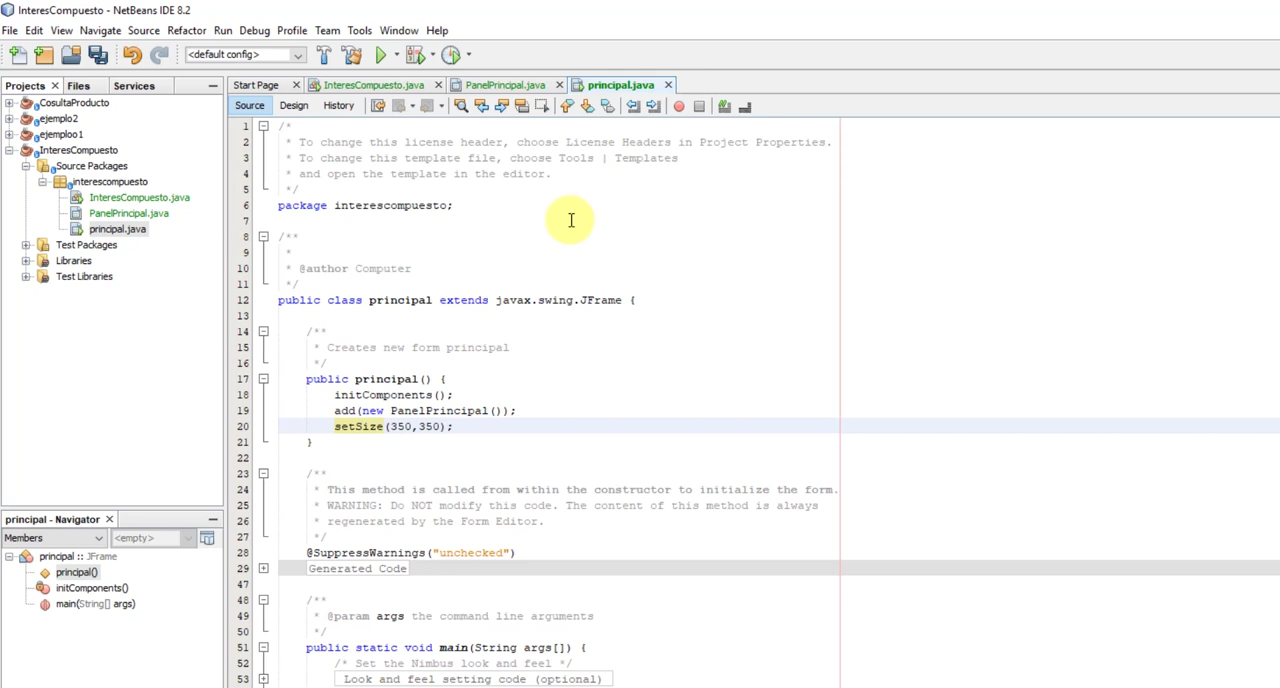 InteresCompuesto - NetBeans IDE 8.2
File Edit View Navigate Source Refactor Run Debug Profile Team Tools Window Help
<default config>
Projects Files Services
Start Page InteresCompuesto.java PanelPrincipal.java principal.java
Source Design History
CosultaProducto
ejemplo2
ejemploo1
InteresCompuesto
Source Packages
interescompuesto
InteresCompuesto.java
PanelPrincipal.java
principal.java
Test Packages
Libraries
Test Libraries
principal - Navigator
Members <empty>
principal :: JFrame
principal()
initComponents()
main(String[] args)
1 /*
2 * To change this license header, choose License Headers in Project Properties.
3 * To change this template file, choose Tools | Templates
4 * and open the template in the editor.
5 */
6 package interescompuesto;
7
8 /**
9 *
10 * @author Computer
11 */
12 public class principal extends javax.swing.JFrame {
13
14 /**
15 * Creates new form principal
16 */
17 public principal() {
18 initComponents();
19 add(new PanelPrincipal());
20 setSize(350,350);
21 }
22
23 /**
24 * This method is called from within the constructor to initialize the form.
25 * WARNING: Do NOT modify this code. The content of this method is always
26 * regenerated by the Form Editor.
27 */
28 @SuppressWarnings("unchecked")
29 Generated Code
47
48 /**
49 * @param args the command line arguments
50 */
51 public static void main(String args[]) {
52 /* Set the Nimbus look and feel */
53 Look and feel setting code (optional)